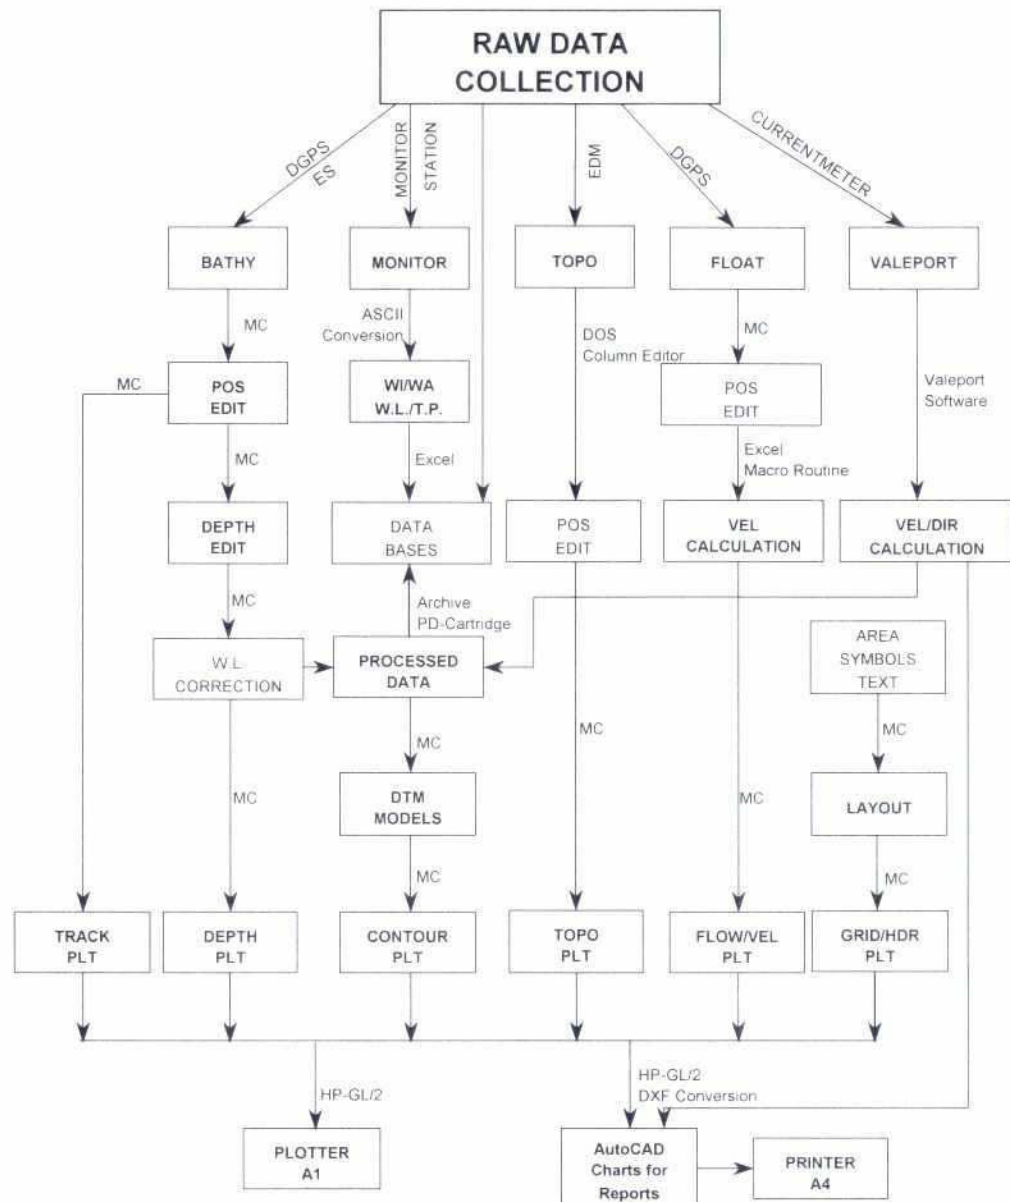 RAW DATA
COLLECTION
DGPS
ES
MONITOR
STATION
EDM
DGPS
CURRENTMETER
BATHY
MONITOR
TOPO
FLOAT
VALEPORT
MC
ASCII
Conversion
DOS
Column Editor
MC
MC
POS
EDIT
WI/WA
W.L./T.P.
POS
EDIT
Valeport
Software
MC
Excel
Excel
Macro Routine
DEPTH
EDIT
DATA
BASES
POS
EDIT
VEL
CALCULATION
VEL/DIR
CALCULATION
MC
Archive
PD-Cartridge
W.L.
CORRECTION
PROCESSED
DATA
AREA
SYMBOLS
TEXT
MC
MC
MC
MC
DTM
MODELS
MC
LAYOUT
MC
MC
TRACK
PLT
DEPTH
PLT
CONTOUR
PLT
TOPO
PLT
FLOW/VEL
PLT
GRID/HDR
PLT
HP-GL/2
HP-GL/2
DXF Conversion
PLOTTER
A1
AutoCAD
Charts for
Reports
PRINTER
A4